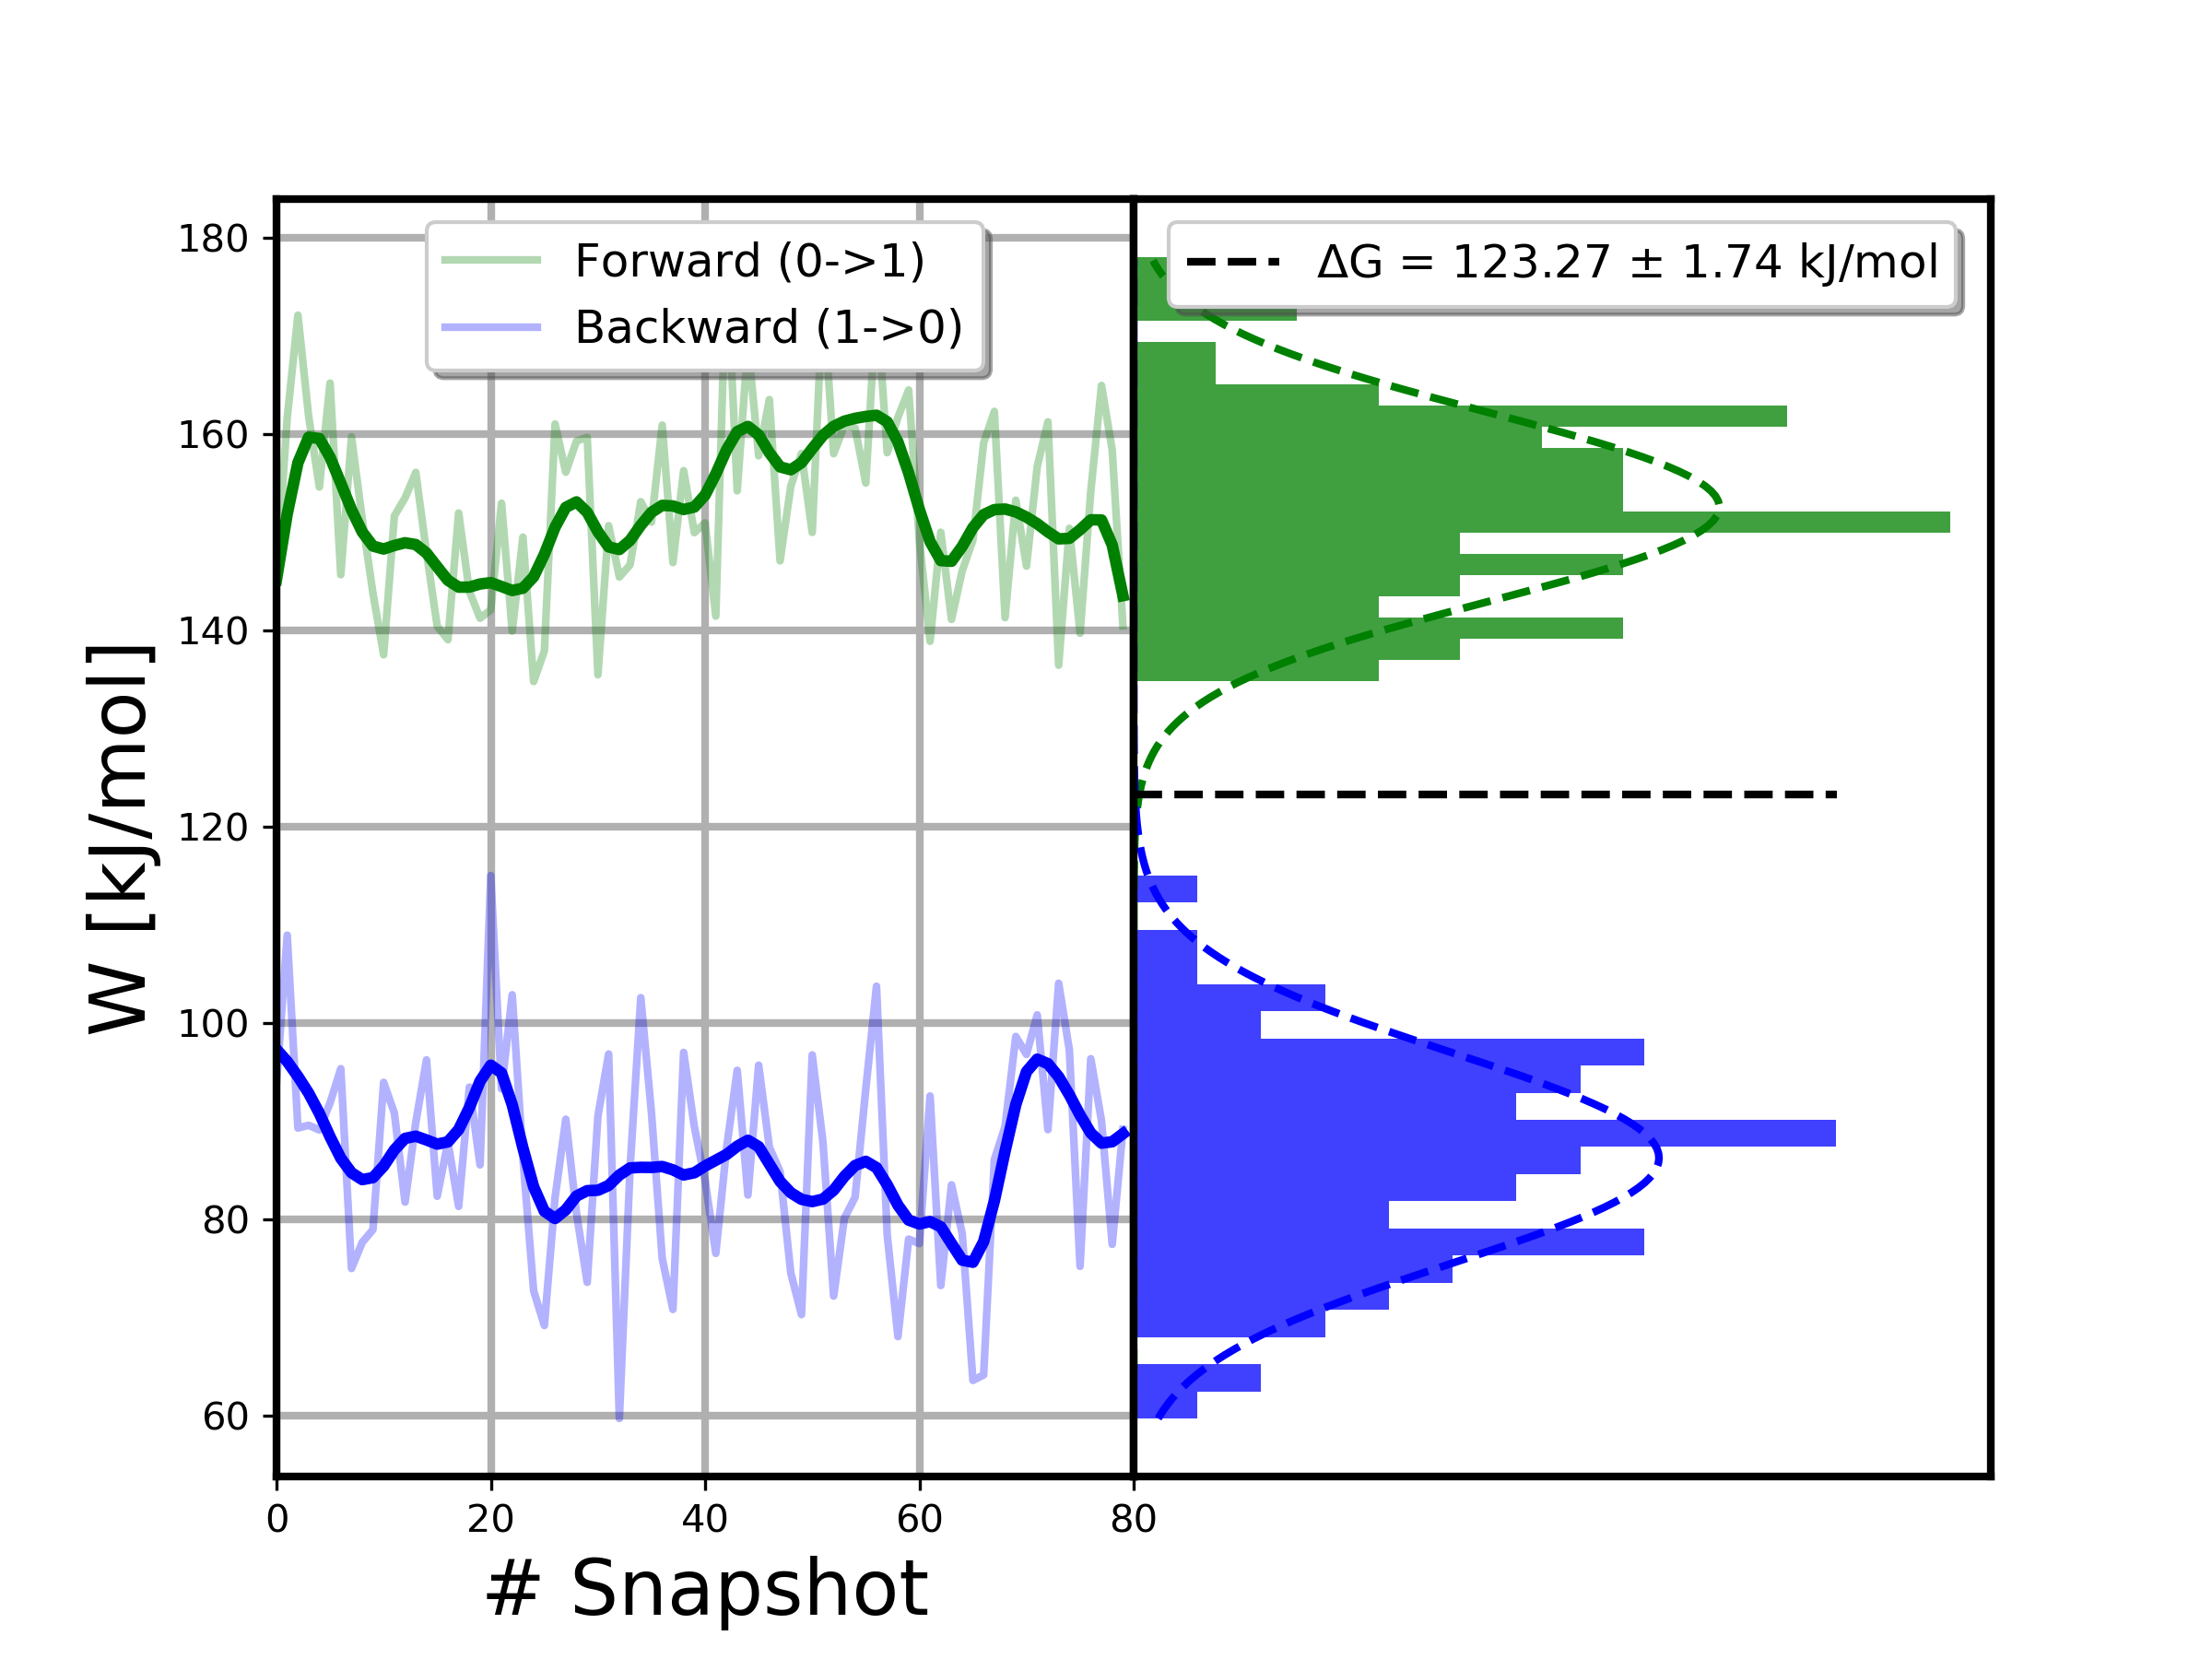 Forward (0->1)
Backward (1->0)
ΔG = 123.27 ± 1.74 kJ/mol
W [kJ/mol]
180
160
140
120
100
80
60
0 20 40 60 80
# Snapshot